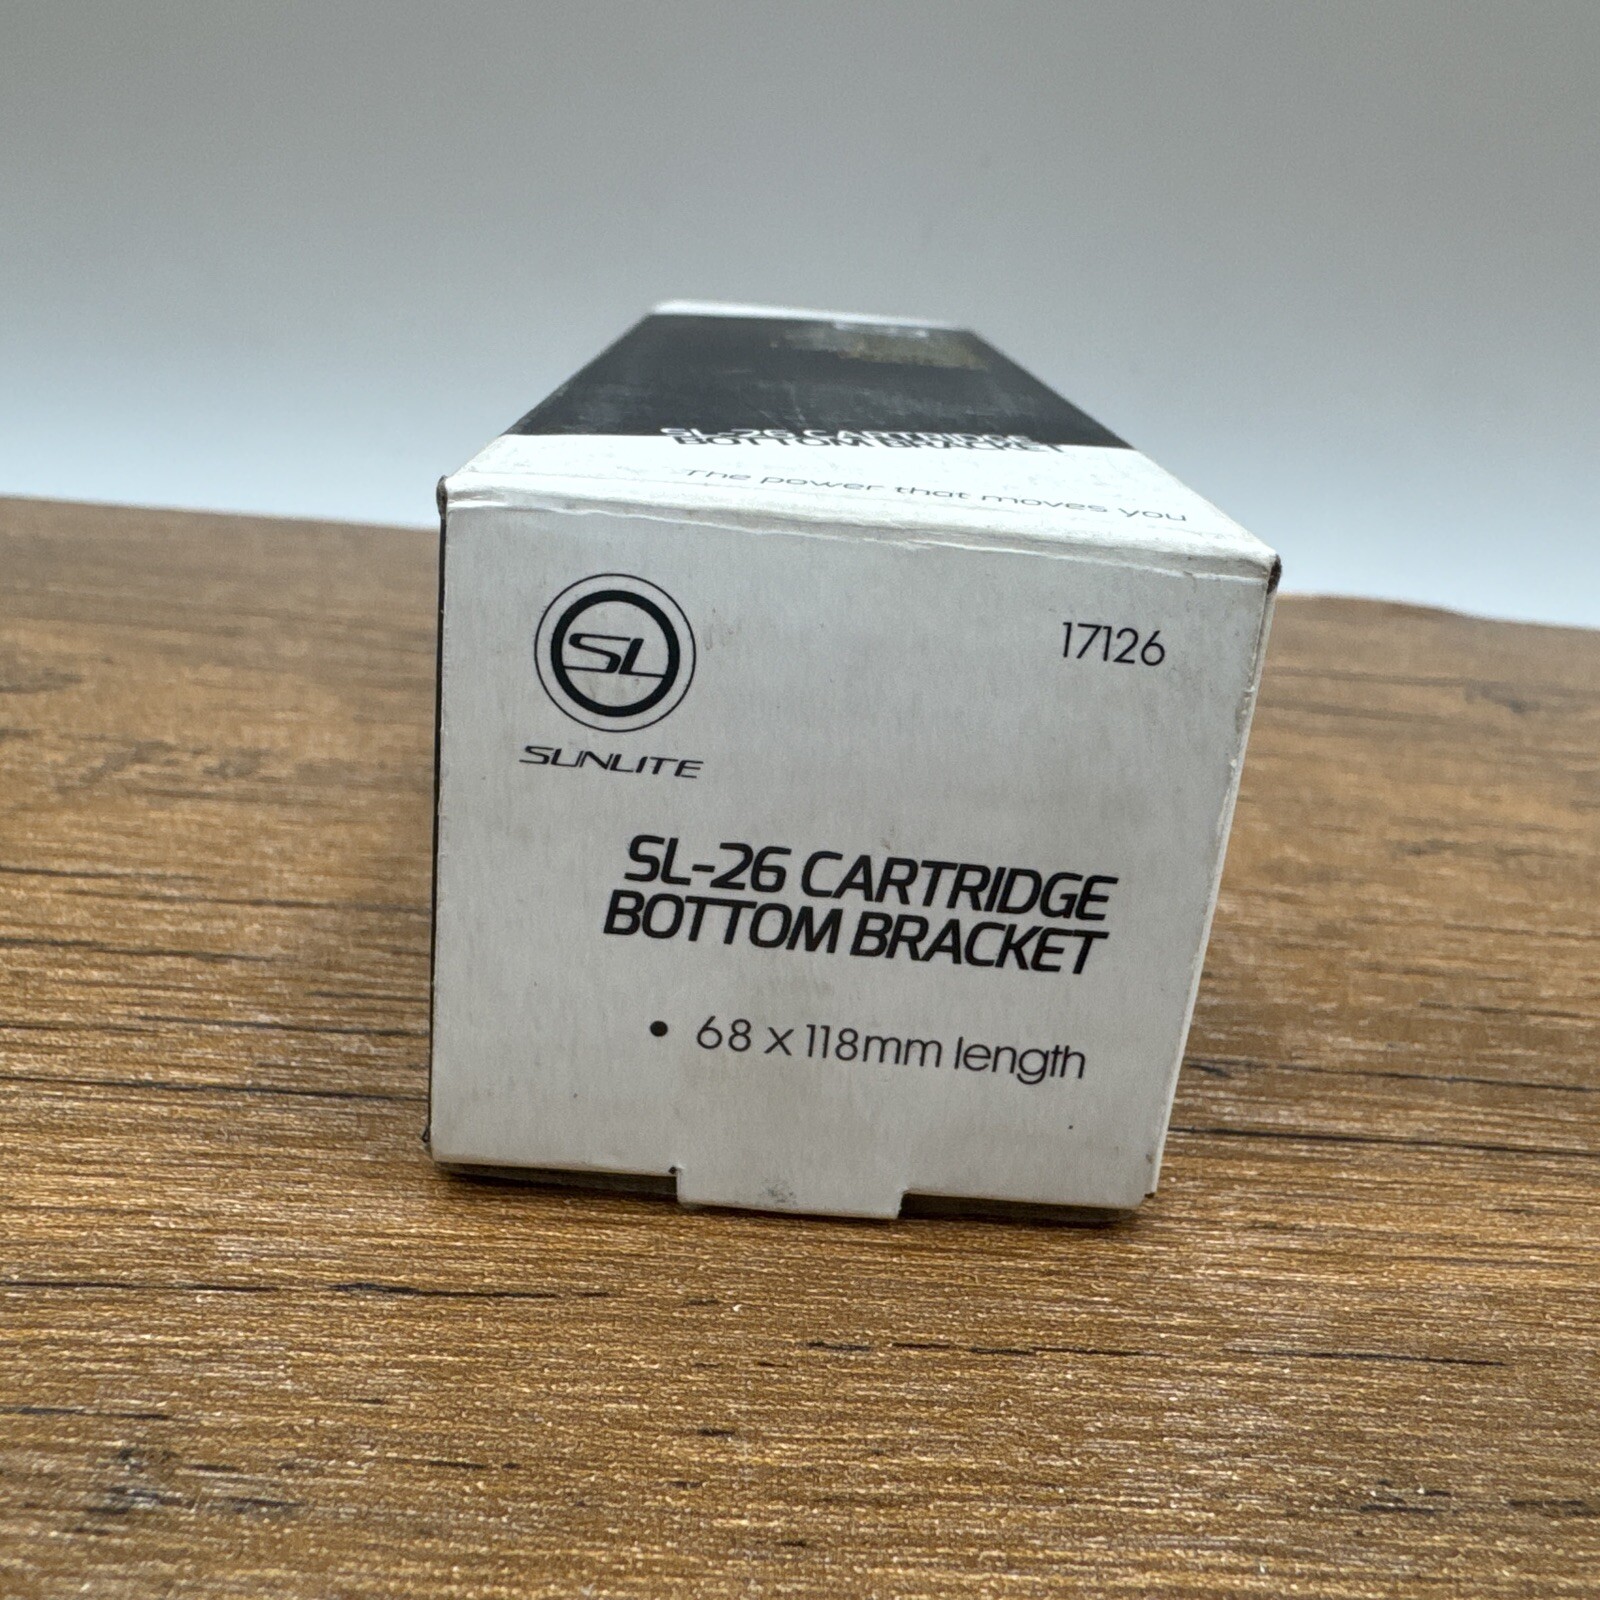 SL-26 CARTRIDGE
BOTTOM BRACKET
The power that moves you
SL
SUNLITE
17126
SL-26 CARTRIDGE
BOTTOM BRACKET
• 68 x 118mm length